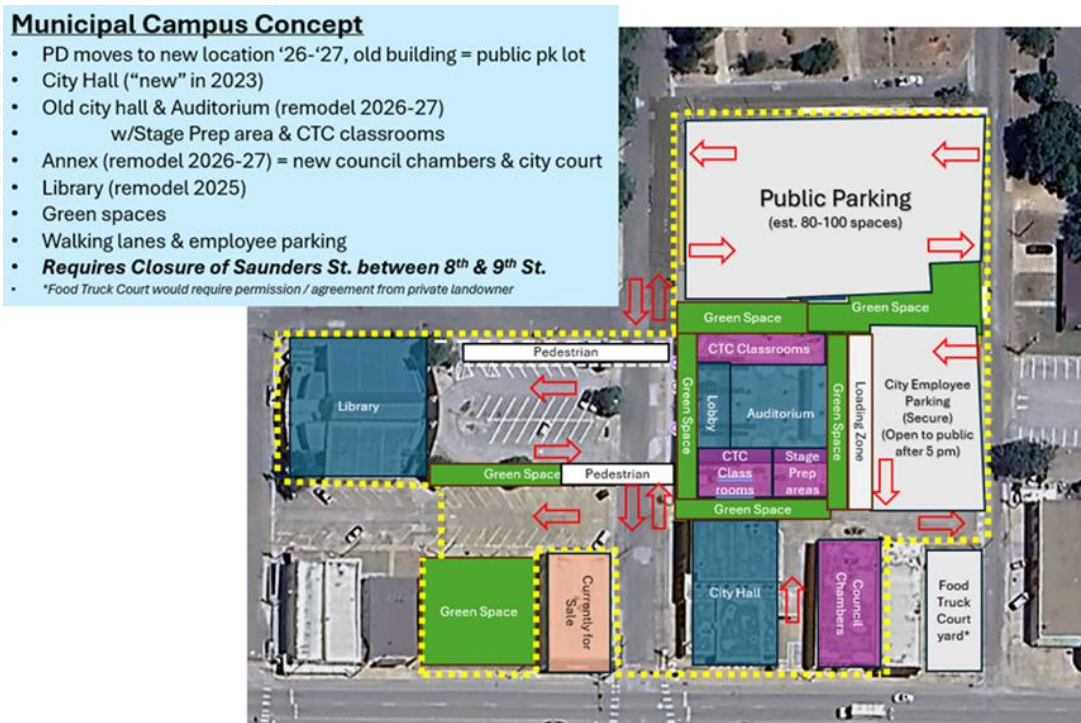 Municipal Campus Concept
• PD moves to new location ‘26-‘27, old building = public pk lot
• City Hall (“new” in 2023)
• Old city hall & Auditorium (remodel 2026-27)
• w/Stage Prep area & CTC classrooms
• Annex (remodel 2026-27) = new council chambers & city court
• Library (remodel 2025)
• Green spaces
• Walking lanes & employee parking
• Requires Closure of Saunders St. between 8th & 9th St.
• *Food Truck Court would require permission / agreement from private landowner
Public Parking
(est. 80-100 spaces)
Green Space
Green Space
Pedestrian
CTC Classrooms
Library
Green Space
Lobby
Auditorium
Green Space
Loading Zone
City Employee
Parking
(Secure)
(Open to public
after 5 pm)
Green Space
Pedestrian
CTC
Class
rooms
Stage
Prep
areas
Green Space
Green Space
Currently for
Sale
City Hall
Council
Chambers
Food
Truck
Court
yard*